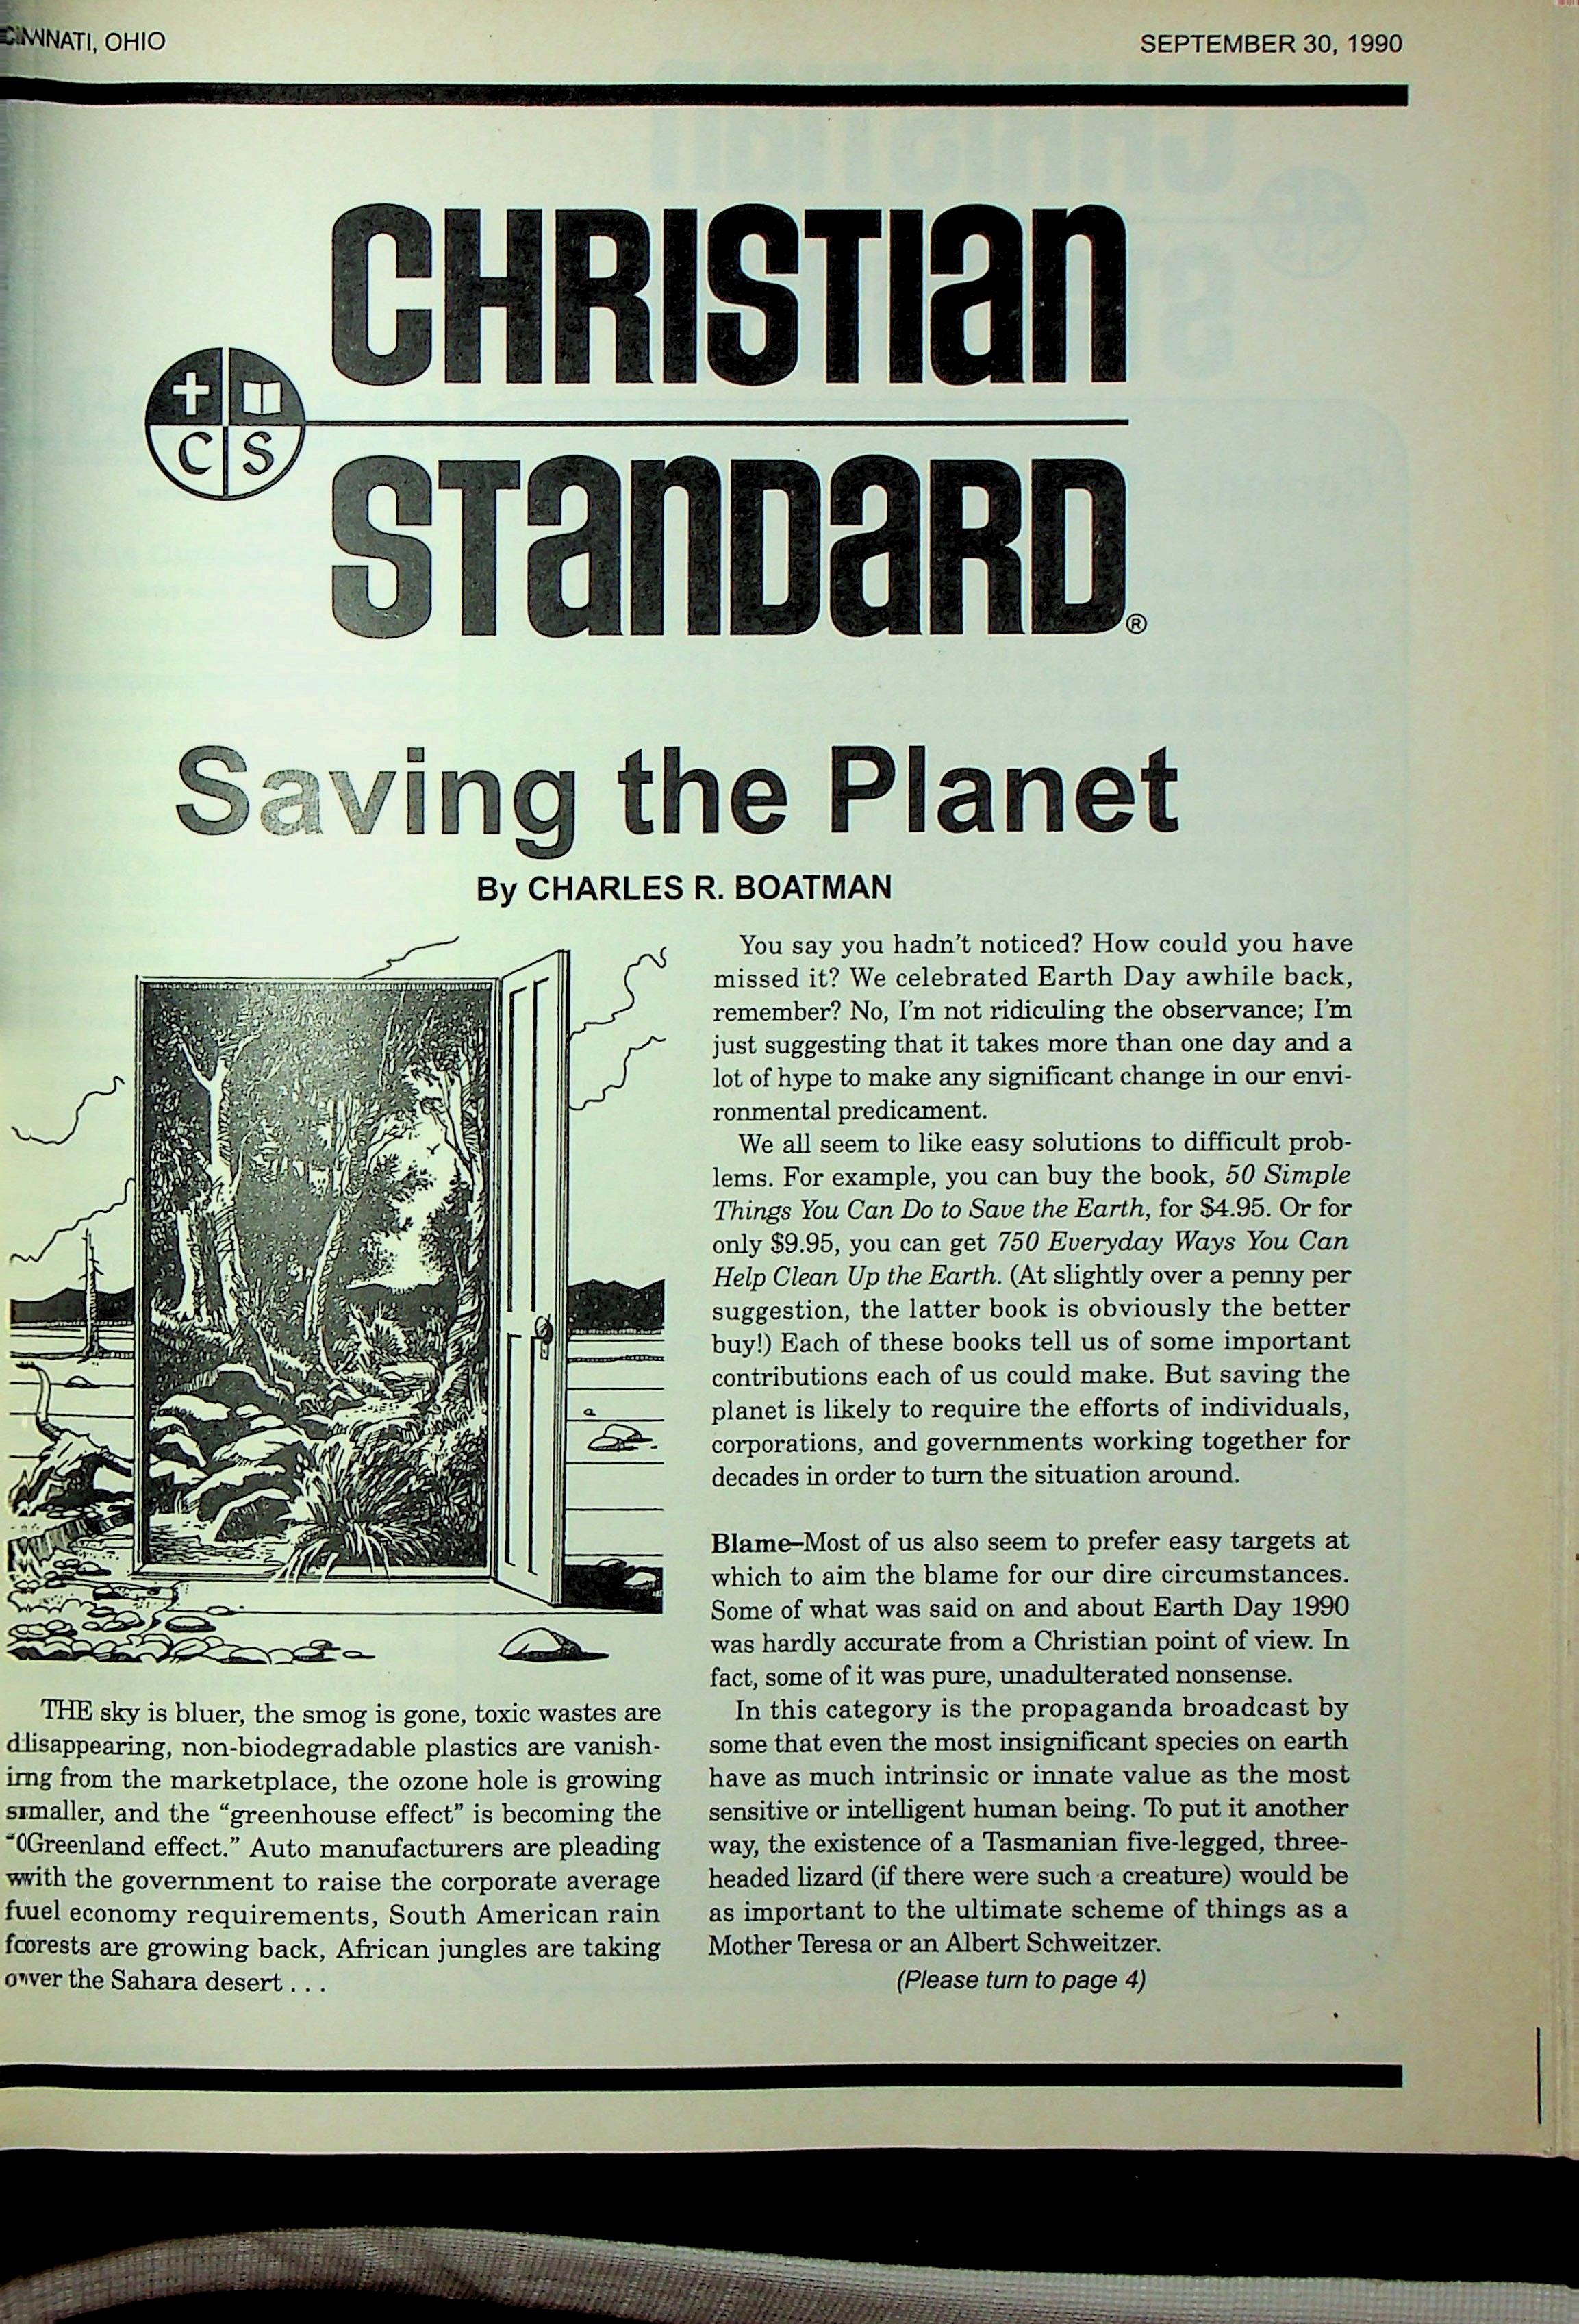 CINNATI, OHIO
SEPTEMBER 30, 1990
CHRISTIAN
C S
STANDARD®
Saving the Planet
By CHARLES R. BOATMAN
THE sky is bluer, the smog is gone, toxic wastes are
disappearing, non-biodegradable plastics are vanish-
ing from the marketplace, the ozone hole is growing
smaller, and the “greenhouse effect” is becoming the
“Greenland effect.” Auto manufacturers are pleading
with the government to raise the corporate average
fuel economy requirements, South American rain
forests are growing back, African jungles are taking
over the Sahara desert . . .
You say you hadn’t noticed? How could you have
missed it? We celebrated Earth Day awhile back,
remember? No, I’m not ridiculing the observance; I’m
just suggesting that it takes more than one day and a
lot of hype to make any significant change in our envi-
ronmental predicament.
We all seem to like easy solutions to difficult prob-
lems. For example, you can buy the book, 50 Simple
Things You Can Do to Save the Earth, for $4.95. Or for
only $9.95, you can get 750 Everyday Ways You Can
Help Clean Up the Earth. (At slightly over a penny per
suggestion, the latter book is obviously the better
buy!) Each of these books tell us of some important
contributions each of us could make. But saving the
planet is likely to require the efforts of individuals,
corporations, and governments working together for
decades in order to turn the situation around.
Blame–Most of us also seem to prefer easy targets at
which to aim the blame for our dire circumstances.
Some of what was said on and about Earth Day 1990
was hardly accurate from a Christian point of view. In
fact, some of it was pure, unadulterated nonsense.
In this category is the propaganda broadcast by
some that even the most insignificant species on earth
have as much intrinsic or innate value as the most
sensitive or intelligent human being. To put it another
way, the existence of a Tasmanian five-legged, three-
headed lizard (if there were such a creature) would be
as important to the ultimate scheme of things as a
Mother Teresa or an Albert Schweitzer.
(Please turn to page 4)